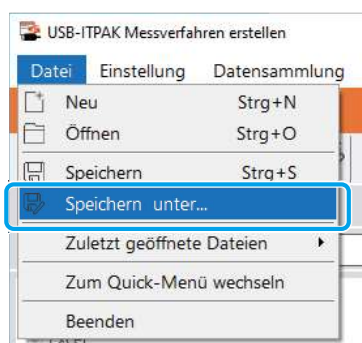 USB-ITPAK Messverfahren erstellen
Datei Einstellung Datensammlung
Neu Strg+N
Öffnen Strg+O
Speichern Strg+S
Speichern unter...
Zuletzt geöffnete Dateien
Zum Quick-Menü wechseln
Beenden